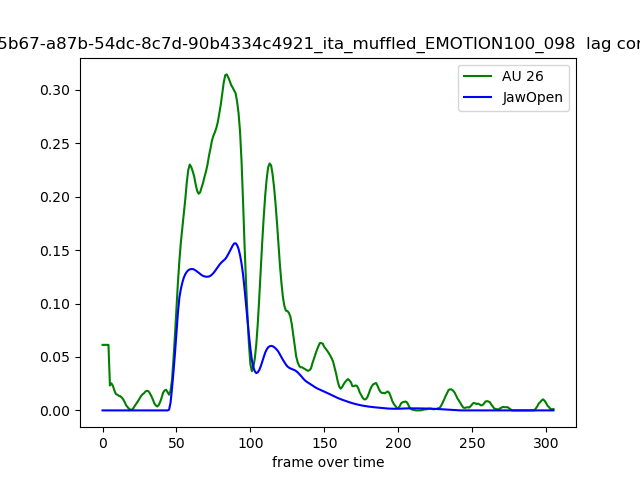 5b67-a87b-54dc-8c7d-90b4334c4921_ita_muffled_EMOTION100_098 lag cor
AU 26
JawOpen
0.30
0.25
0.20
0.15
0.10
0.05
0.00
0 50 100 150 200 250 300
frame over time